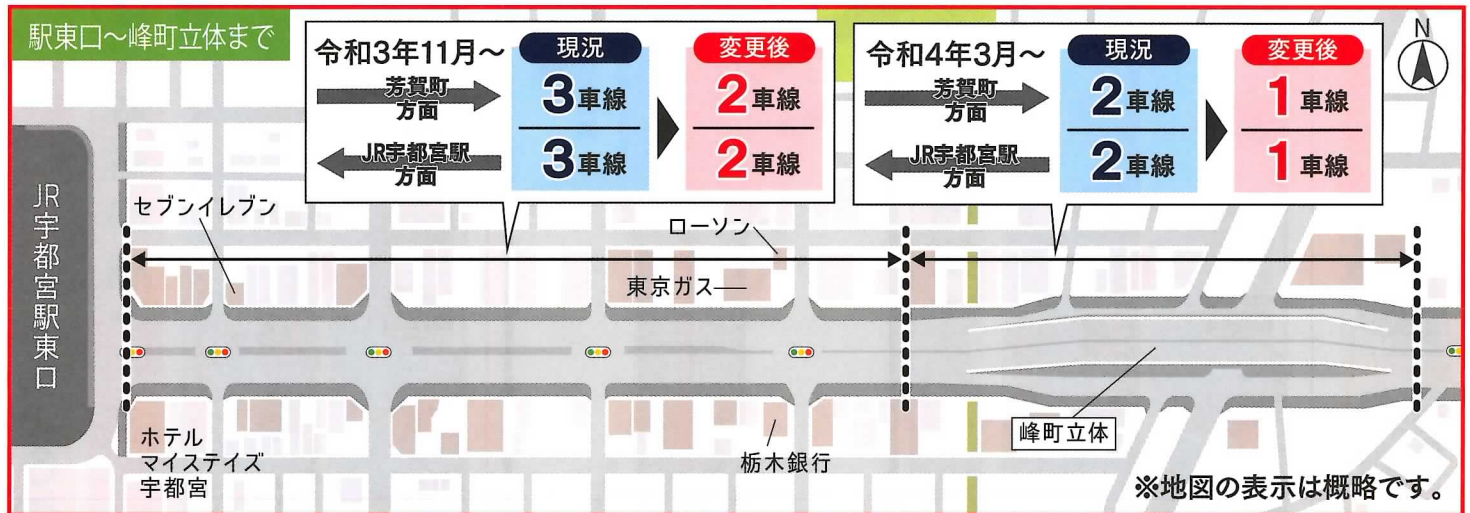 駅東口～峰町立体まで
令和3年11月～
芳賀町
方面
JR宇都宮駅
方面
現況
3車線
3車線
変更後
2車線
2車線
令和4年3月～
芳賀町
方面
JR宇都宮駅
方面
現況
2車線
2車線
変更後
1車線
1車線
N
JR宇都宮駅東口
セブンイレブン
ローソン
東京ガス
ホテル
マイステイズ
宇都宮
栃木銀行
峰町立体
※地図の表示は概略です。